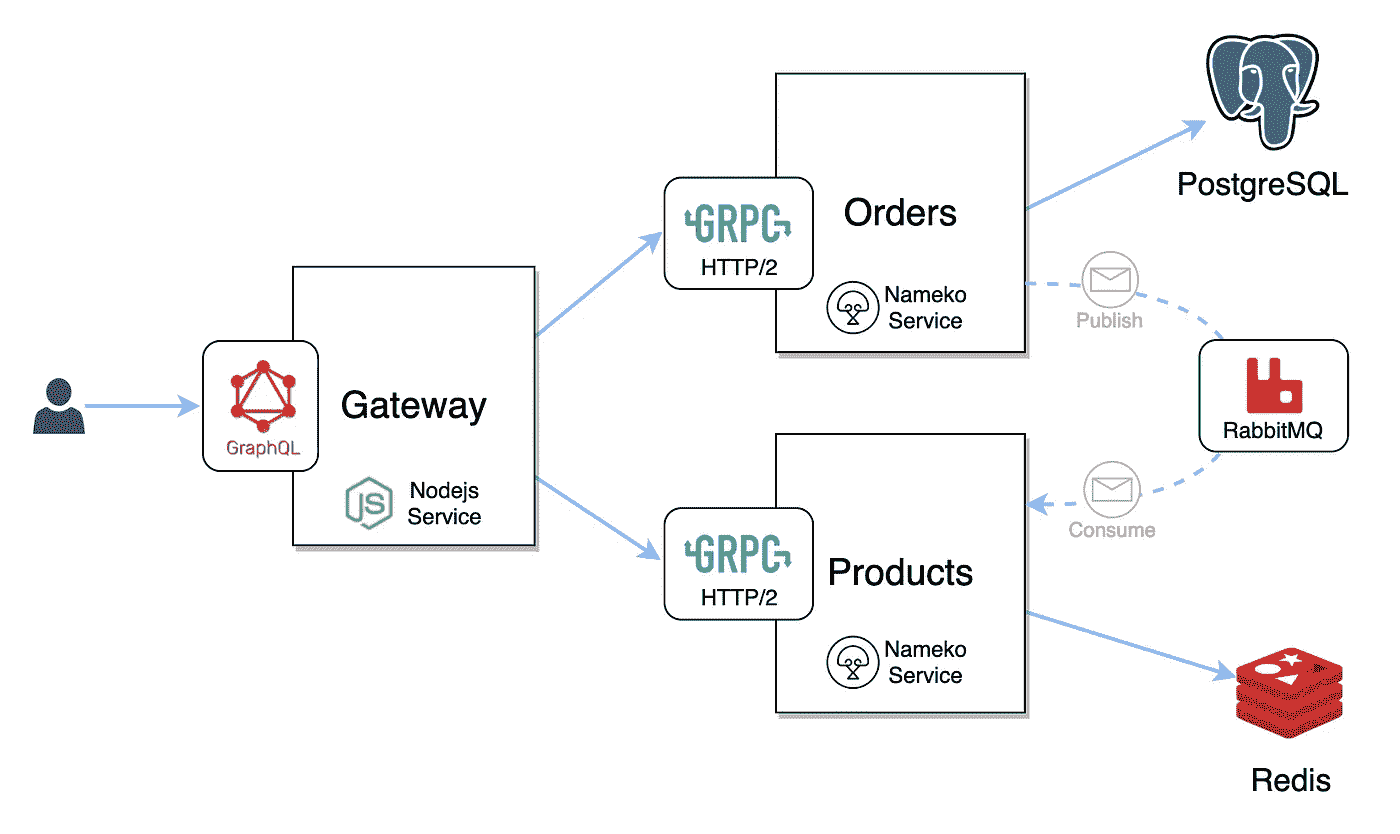 GraphQL
Gateway
JS
Nodejs
Service
GRPC
HTTP/2
Orders
Nameko
Service
PostgreSQL
Publish
RabbitMQ
Consume
GRPC
HTTP/2
Products
Nameko
Service
Redis